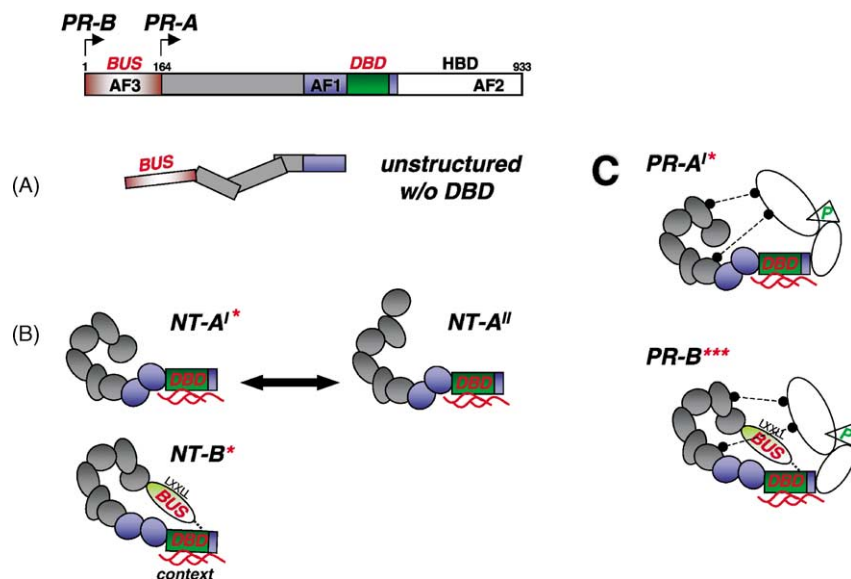 PR-B PR-A
BUS DBD HBD
1 164 933
AF3 AF1 AF2
(A)
BUS
unstructured
w/o DBD
(B)
NT-A^I*
NT-A^II
DBD
DBD
NT-B*
LXXLL
BUS
DBD
context
C
PR-A^I*
P
DBD
PR-B***
LXXLL
BUS
P
DBD